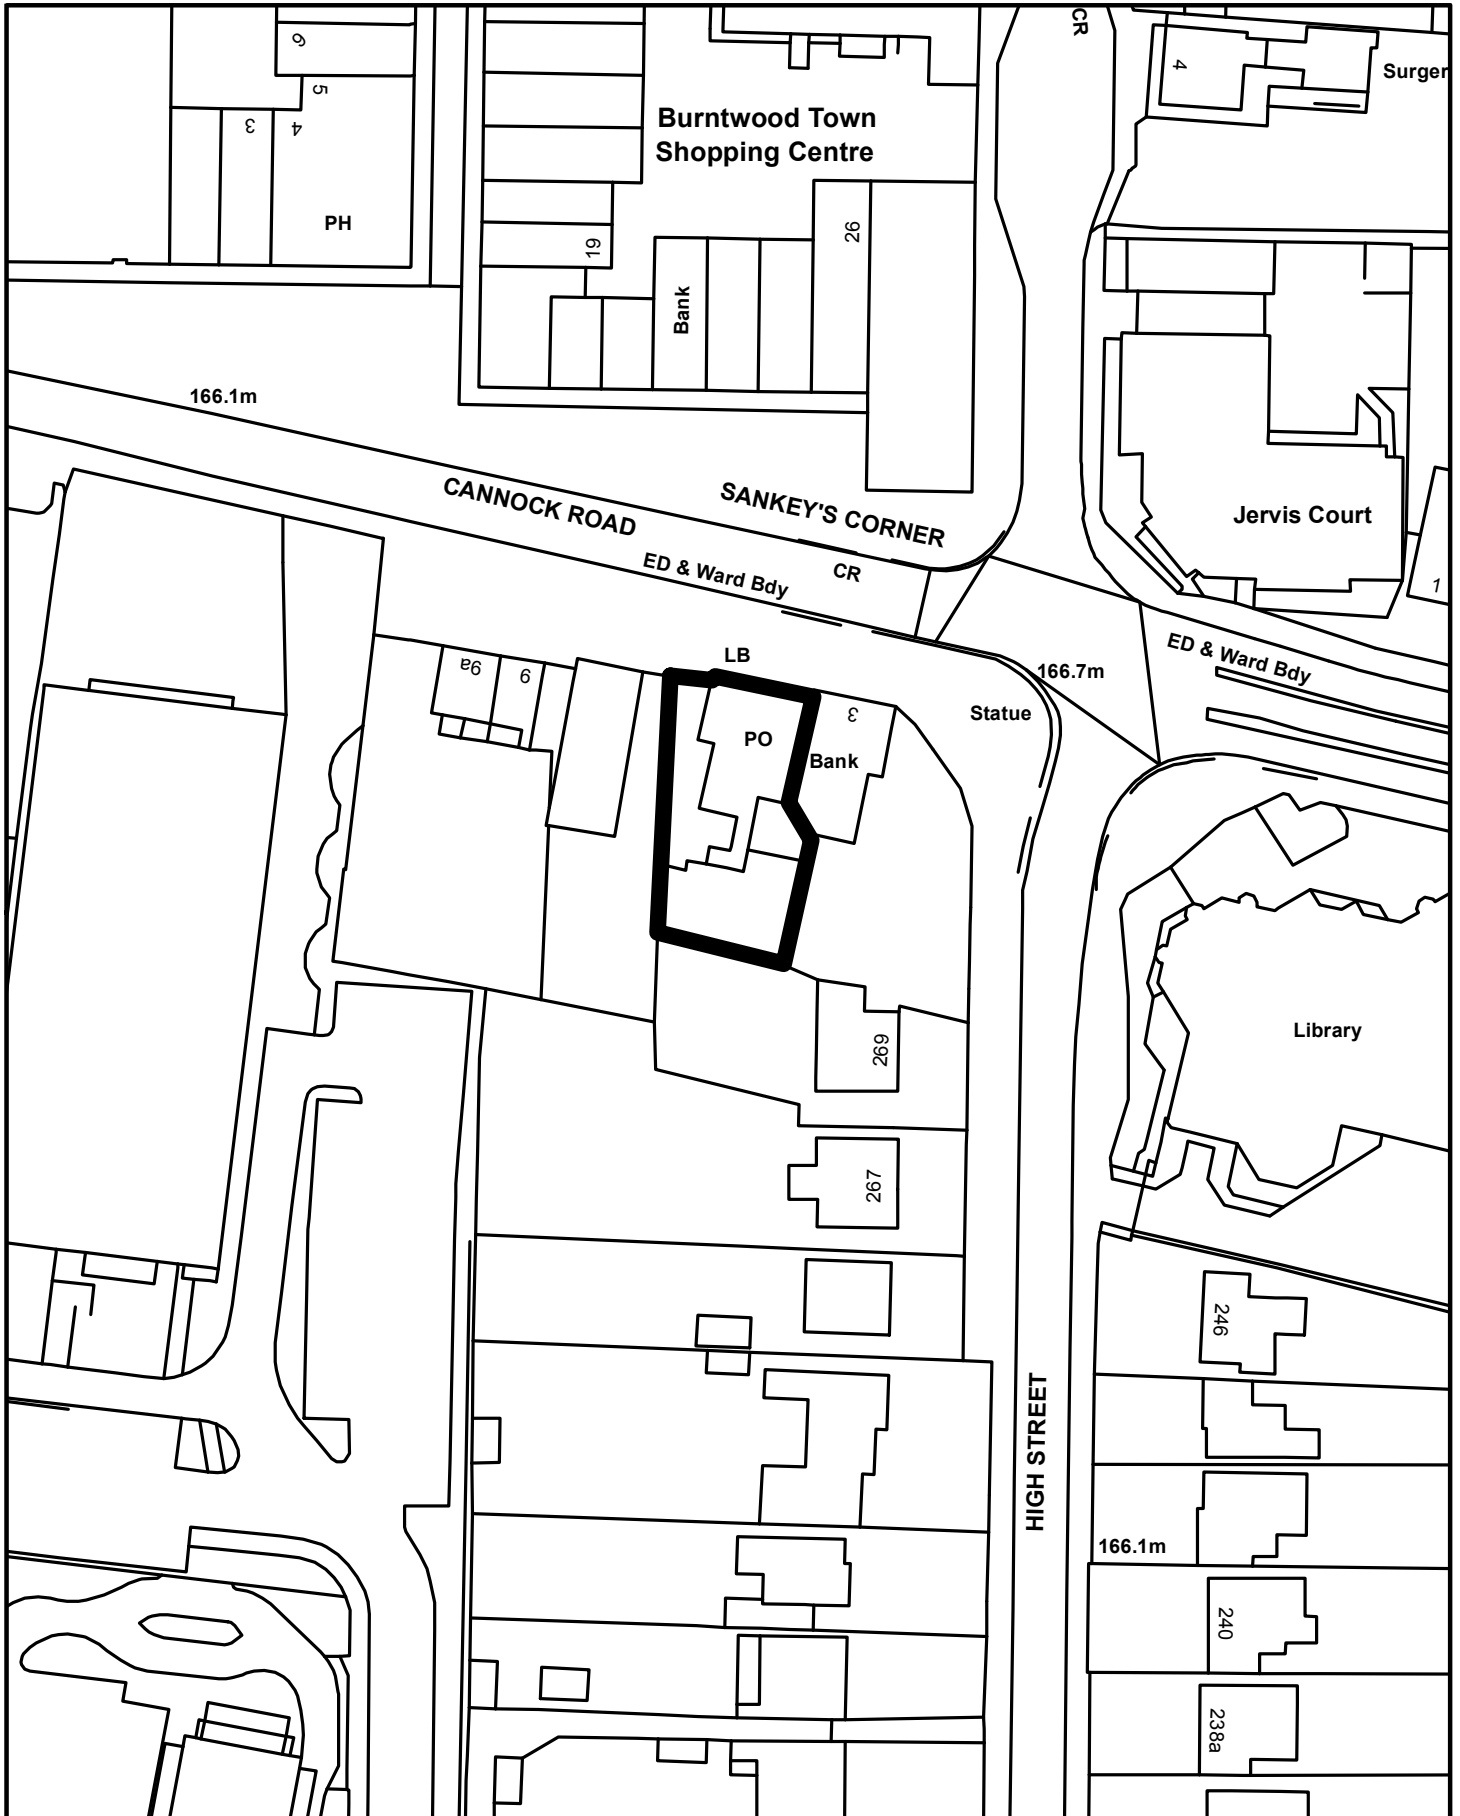 CR
6
5
3
4
4
Surger
Burntwood Town
Shopping Centre
PH
19
26
Bank
166.1m
CANNOCK ROAD
SANKEY'S CORNER
Jervis Court
ED & Ward Bdy
CR
1
LB
ED & Ward Bdy
9a
9
166.7m
Statue
3
PO
Bank
Library
269
267
246
HIGH STREET
166.1m
240
238a